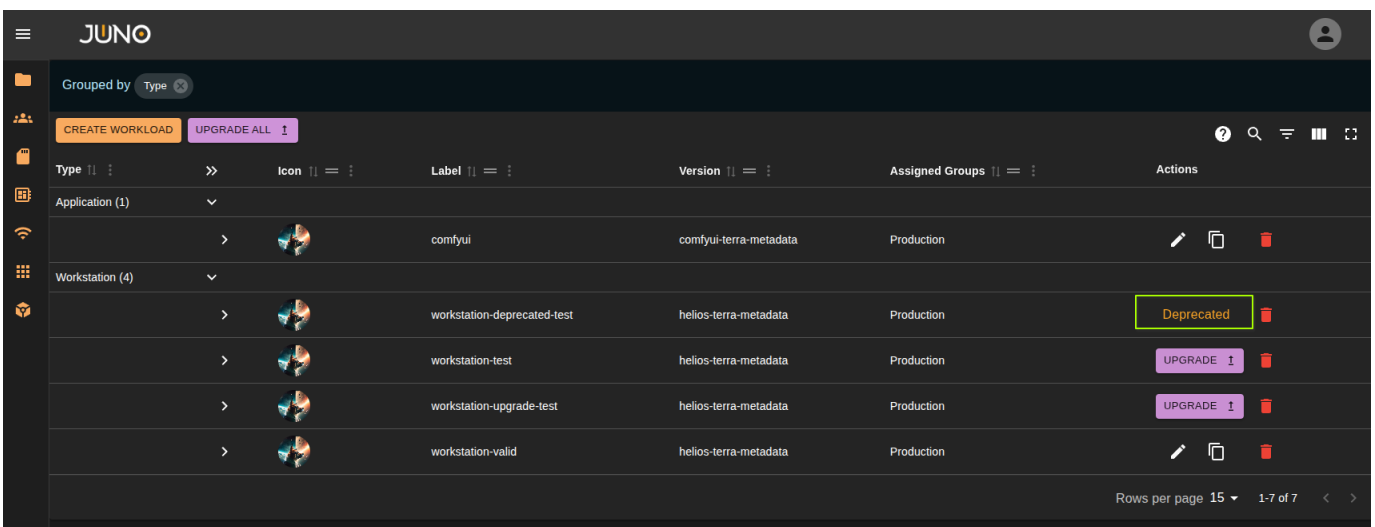 JUNO
Grouped by Type
CREATE WORKLOAD UPGRADE ALL
Type Icon Label Version Assigned Groups Actions
Application (1)
comfyui comfyui-terra-metadata Production
Workstation (4)
workstation-deprecated-test helios-terra-metadata Production Deprecated
workstation-test helios-terra-metadata Production UPGRADE
workstation-upgrade-test helios-terra-metadata Production UPGRADE
workstation-valid helios-terra-metadata Production
Rows per page 15 1-7 of 7